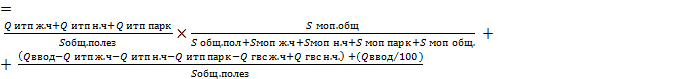 =
Q итп ж.ч+Q итп н.ч+Q итп парк
Sобщ.полез
×
S моп.общ
S общ.пол+Sмоп ж.ч+Sмоп н.ч+S моп парк+S моп общ.
+
+
(Qввод−Q итп ж.ч−Q итп н.ч−Q итп парк−Q гвс ж.ч+Q гвс н.ч.) +(Qввод/100)
Sобщ.полез